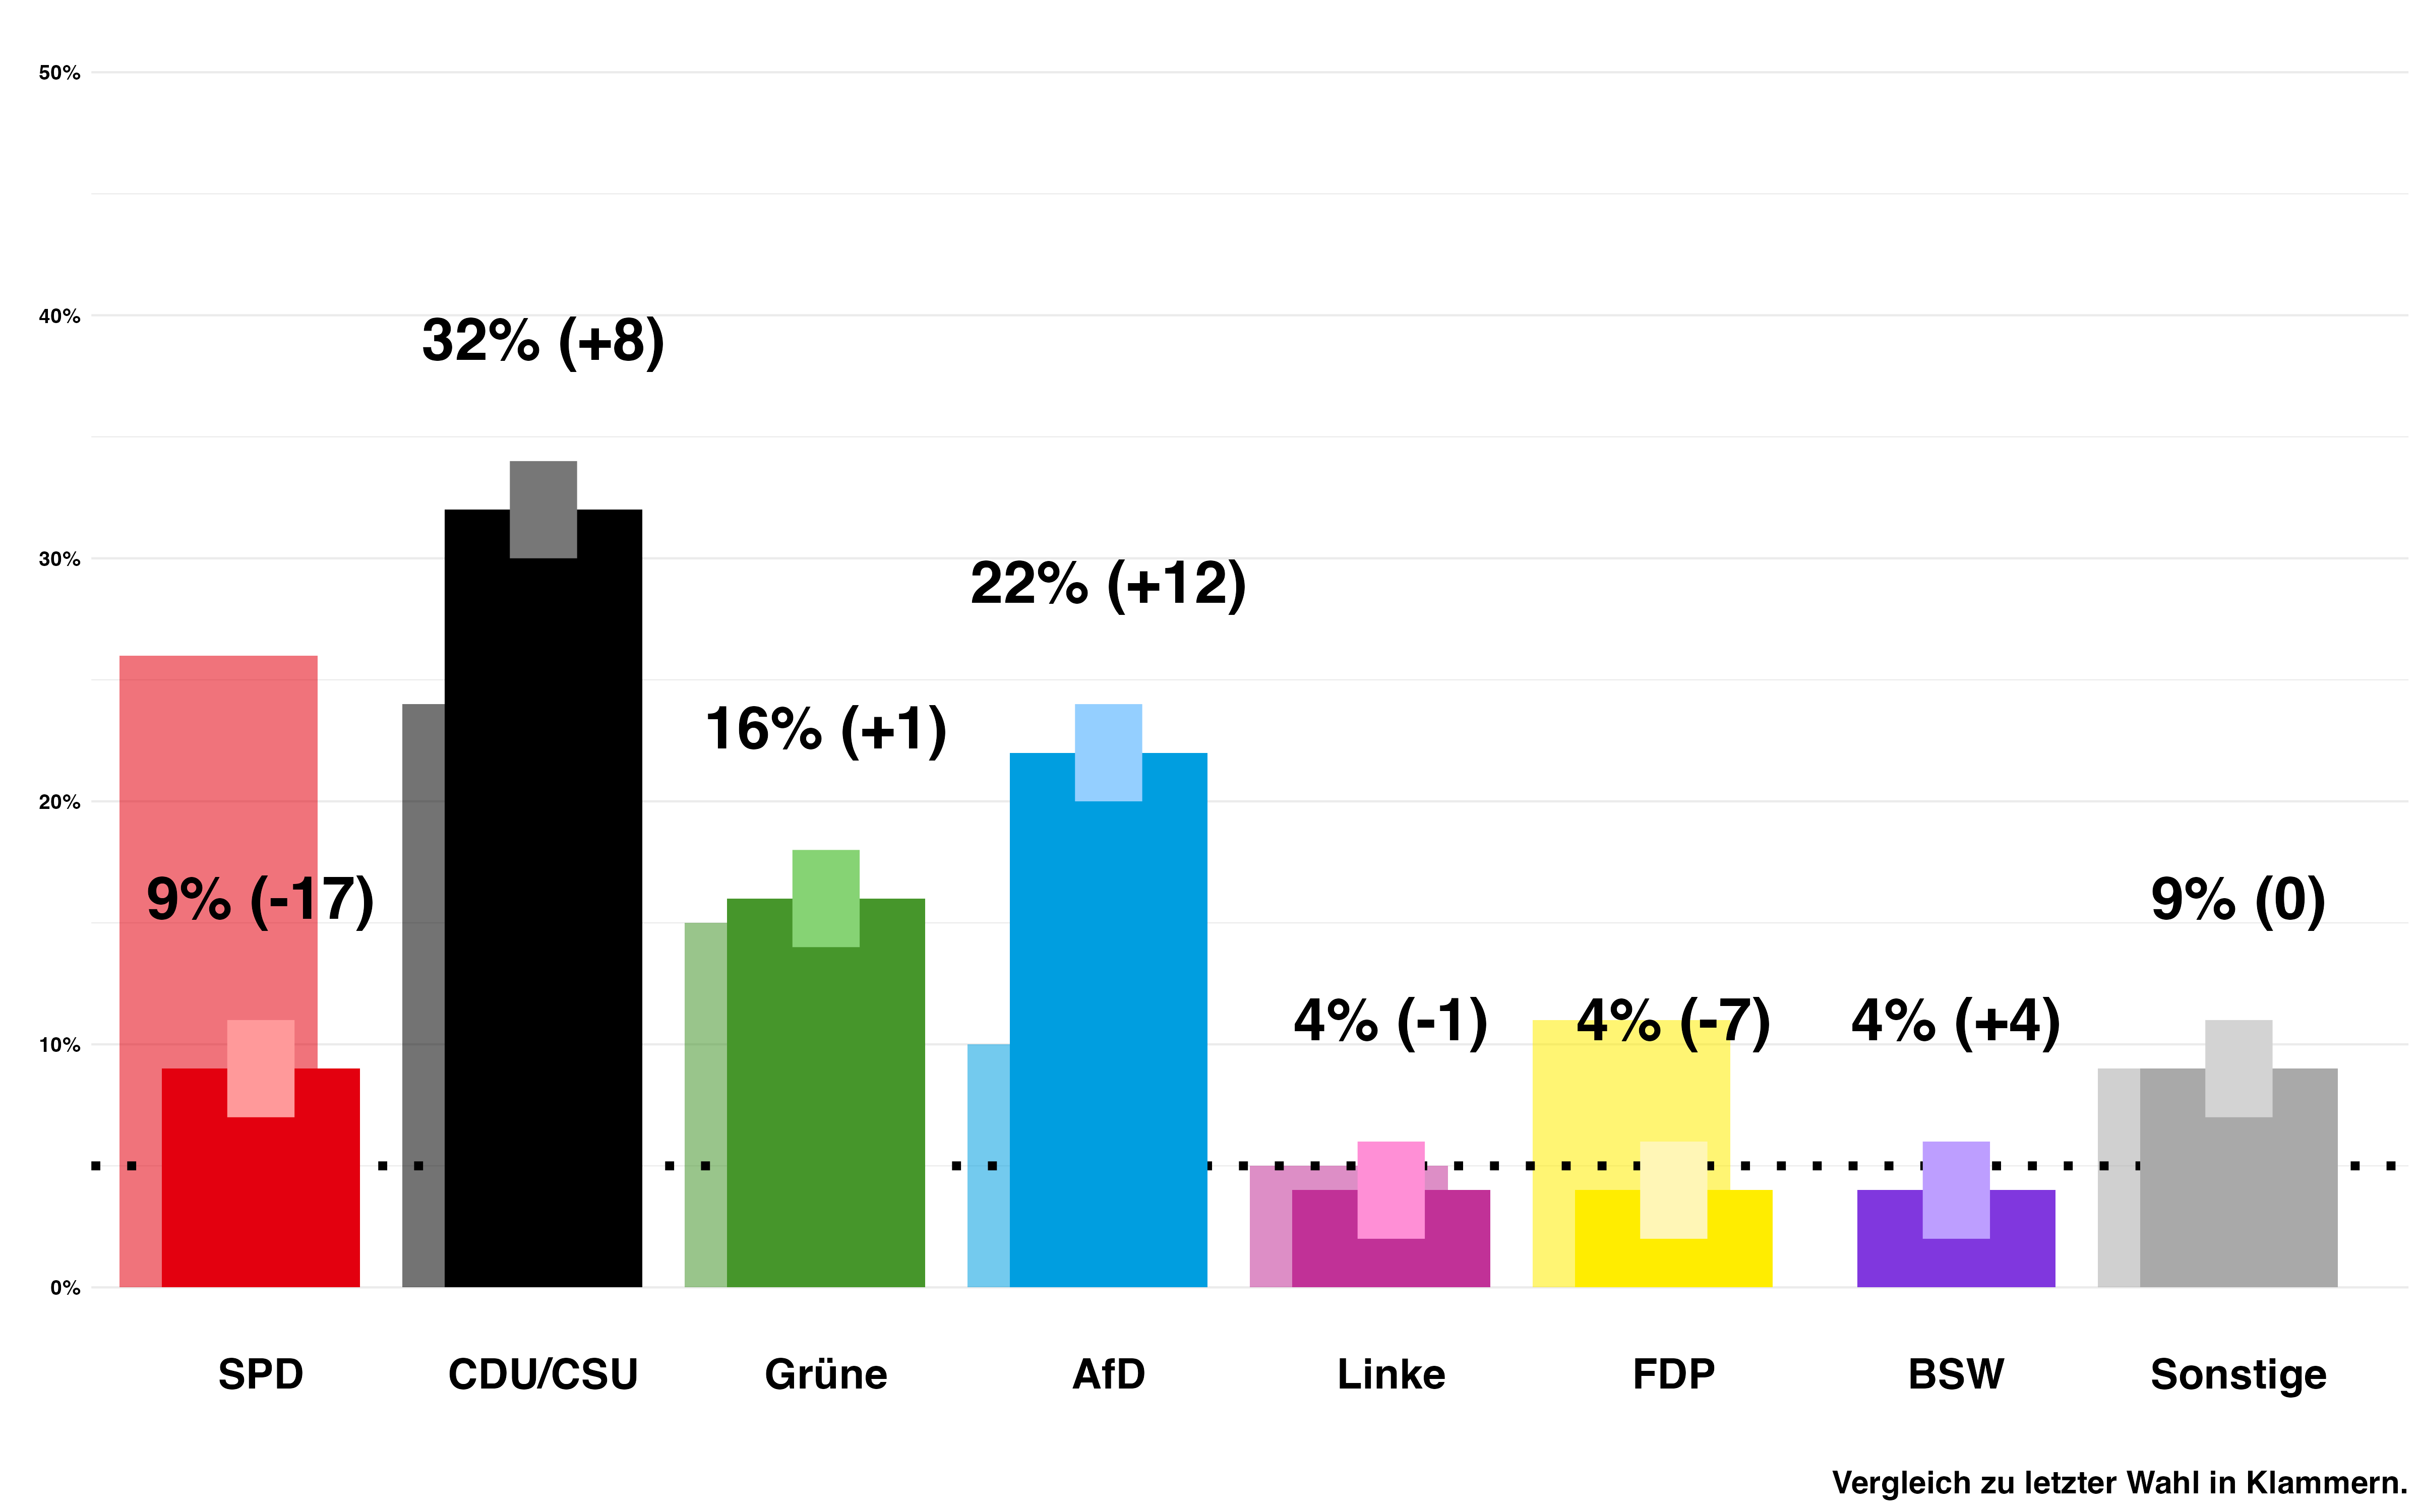 50%
40%
32% (+8)
30%
22% (+12)
16% (+1)
20%
9% (-17)
9% (0)
4% (-1)
4% (-7)
4% (+4)
10%
0%
SPD
CDU/CSU
Grüne
AfD
Linke
FDP
BSW
Sonstige
Vergleich zu letzter Wahl in Klammern.